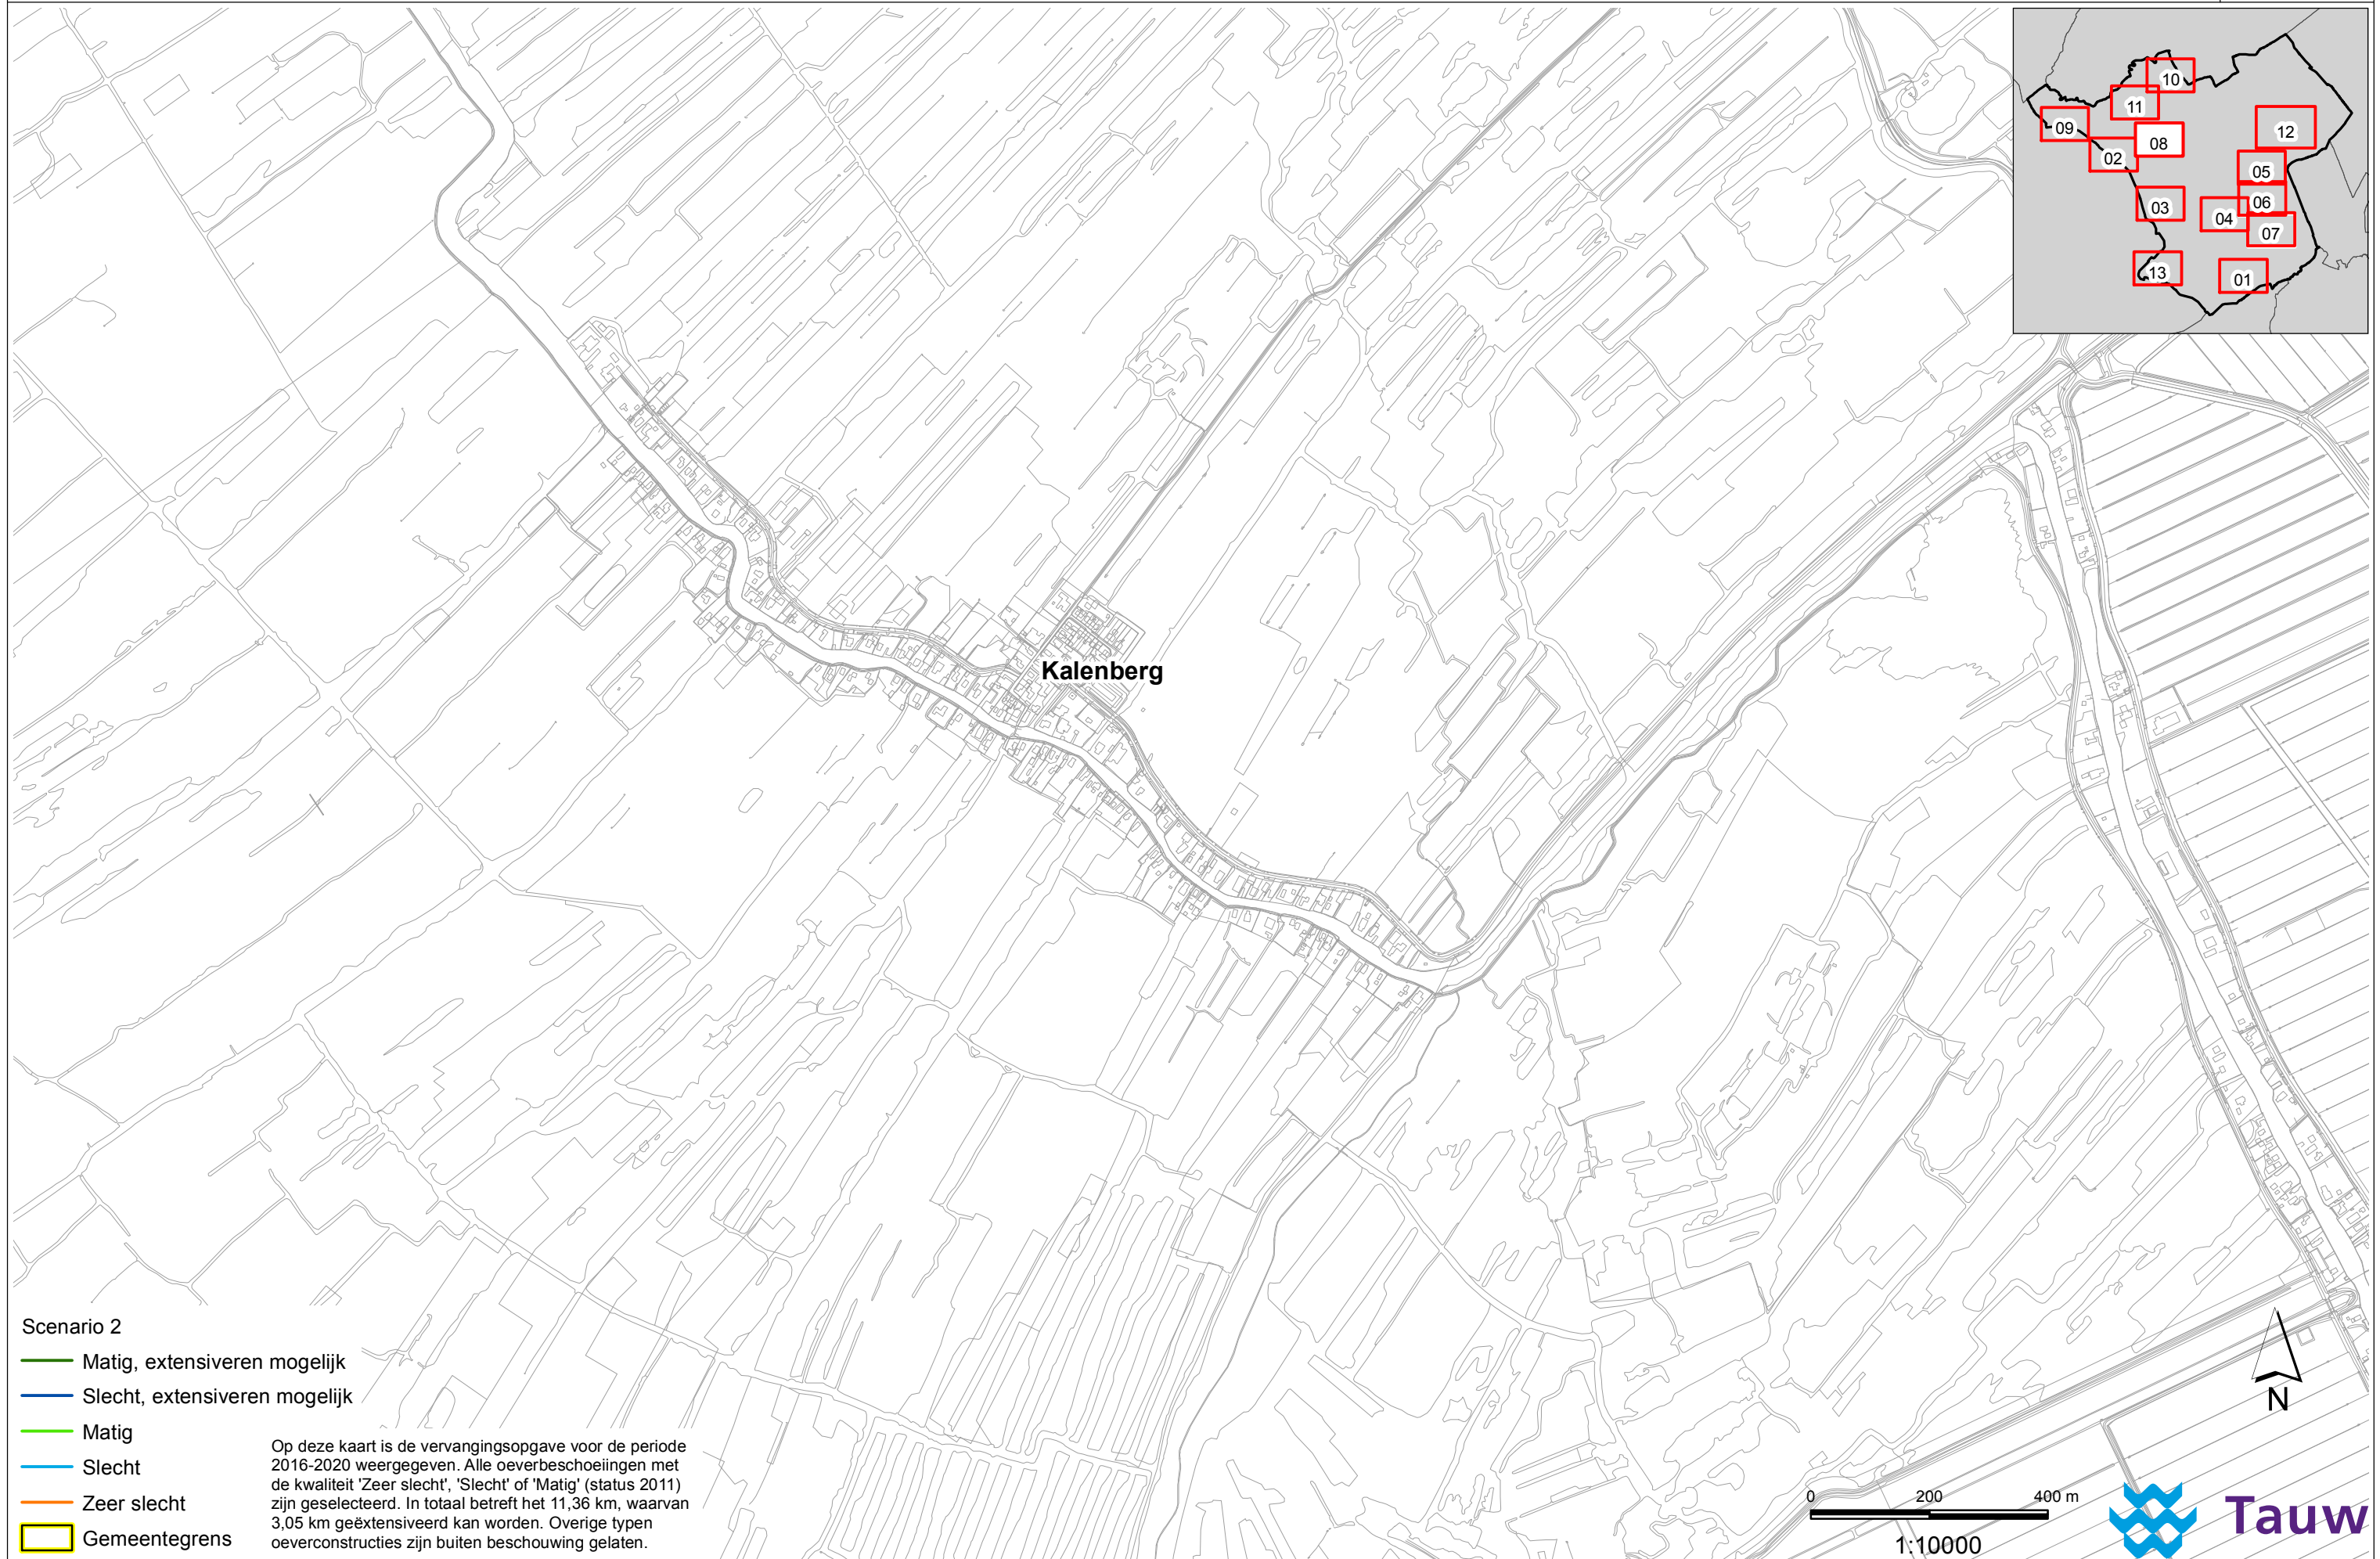 10
11
09
12
08
02
05
06
03
04
07
13
01
Kalenberg
Scenario 2
Matig, extensiveren mogelijk
Slecht, extensiveren mogelijk
Matig
Slecht
Zeer slecht
Gemeentegrens
Op deze kaart is de vervangingsopgave voor de periode
2016-2020 weergegeven. Alle oeverbeschoeiingen met
de kwaliteit 'Zeer slecht', 'Slecht' of 'Matig' (status 2011)
zijn geselecteerd. In totaal betreft het 11,36 km, waarvan
3,05 km geëxtensiveerd kan worden. Overige typen
oeverconstructies zijn buiten beschouwing gelaten.
N
0 200 400 m
1:10000
Tauw